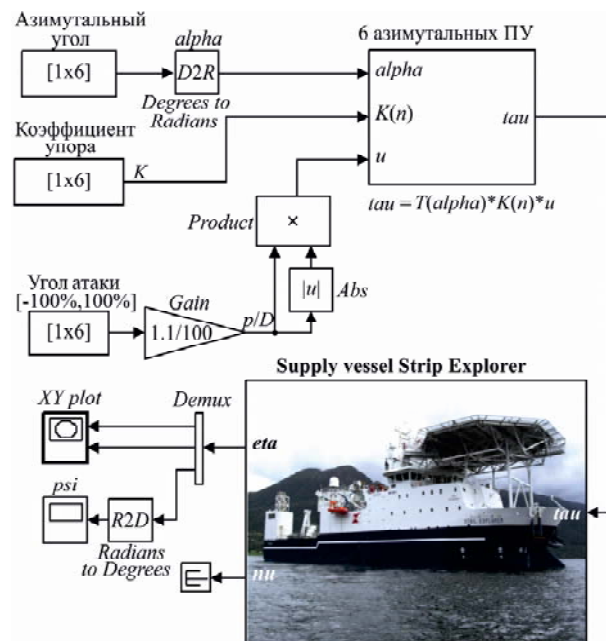 Азимутальный
угол
[1x6]
alpha
D2R
Degrees to
Radians
6 азимутальных ПУ
alpha
K(n)
u
tau
tau = T(alpha)*K(n)*u
Коэффициент
упора
[1x6]
K
Product
×
|u|
Abs
Угол атаки
[-100%,100%]
[1x6]
Gain
1.1/100
p/D
Supply vessel Strip Explorer
XY plot
Demux
eta
psi
R2D
Radians
to Degrees
nu
tau